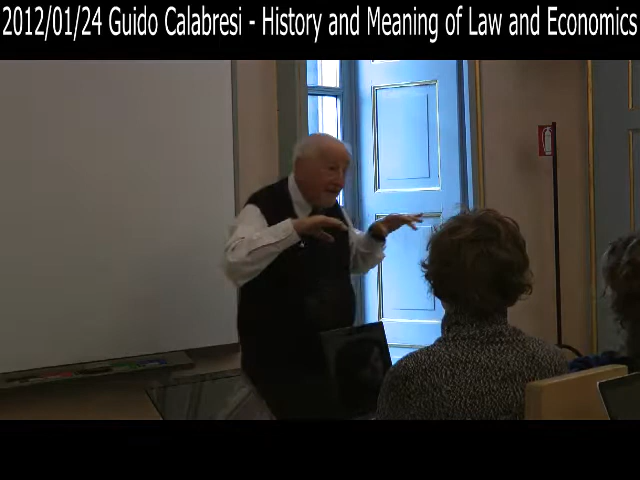 2012/01/24 Guido Calabresi - History and Meaning of Law and Economics